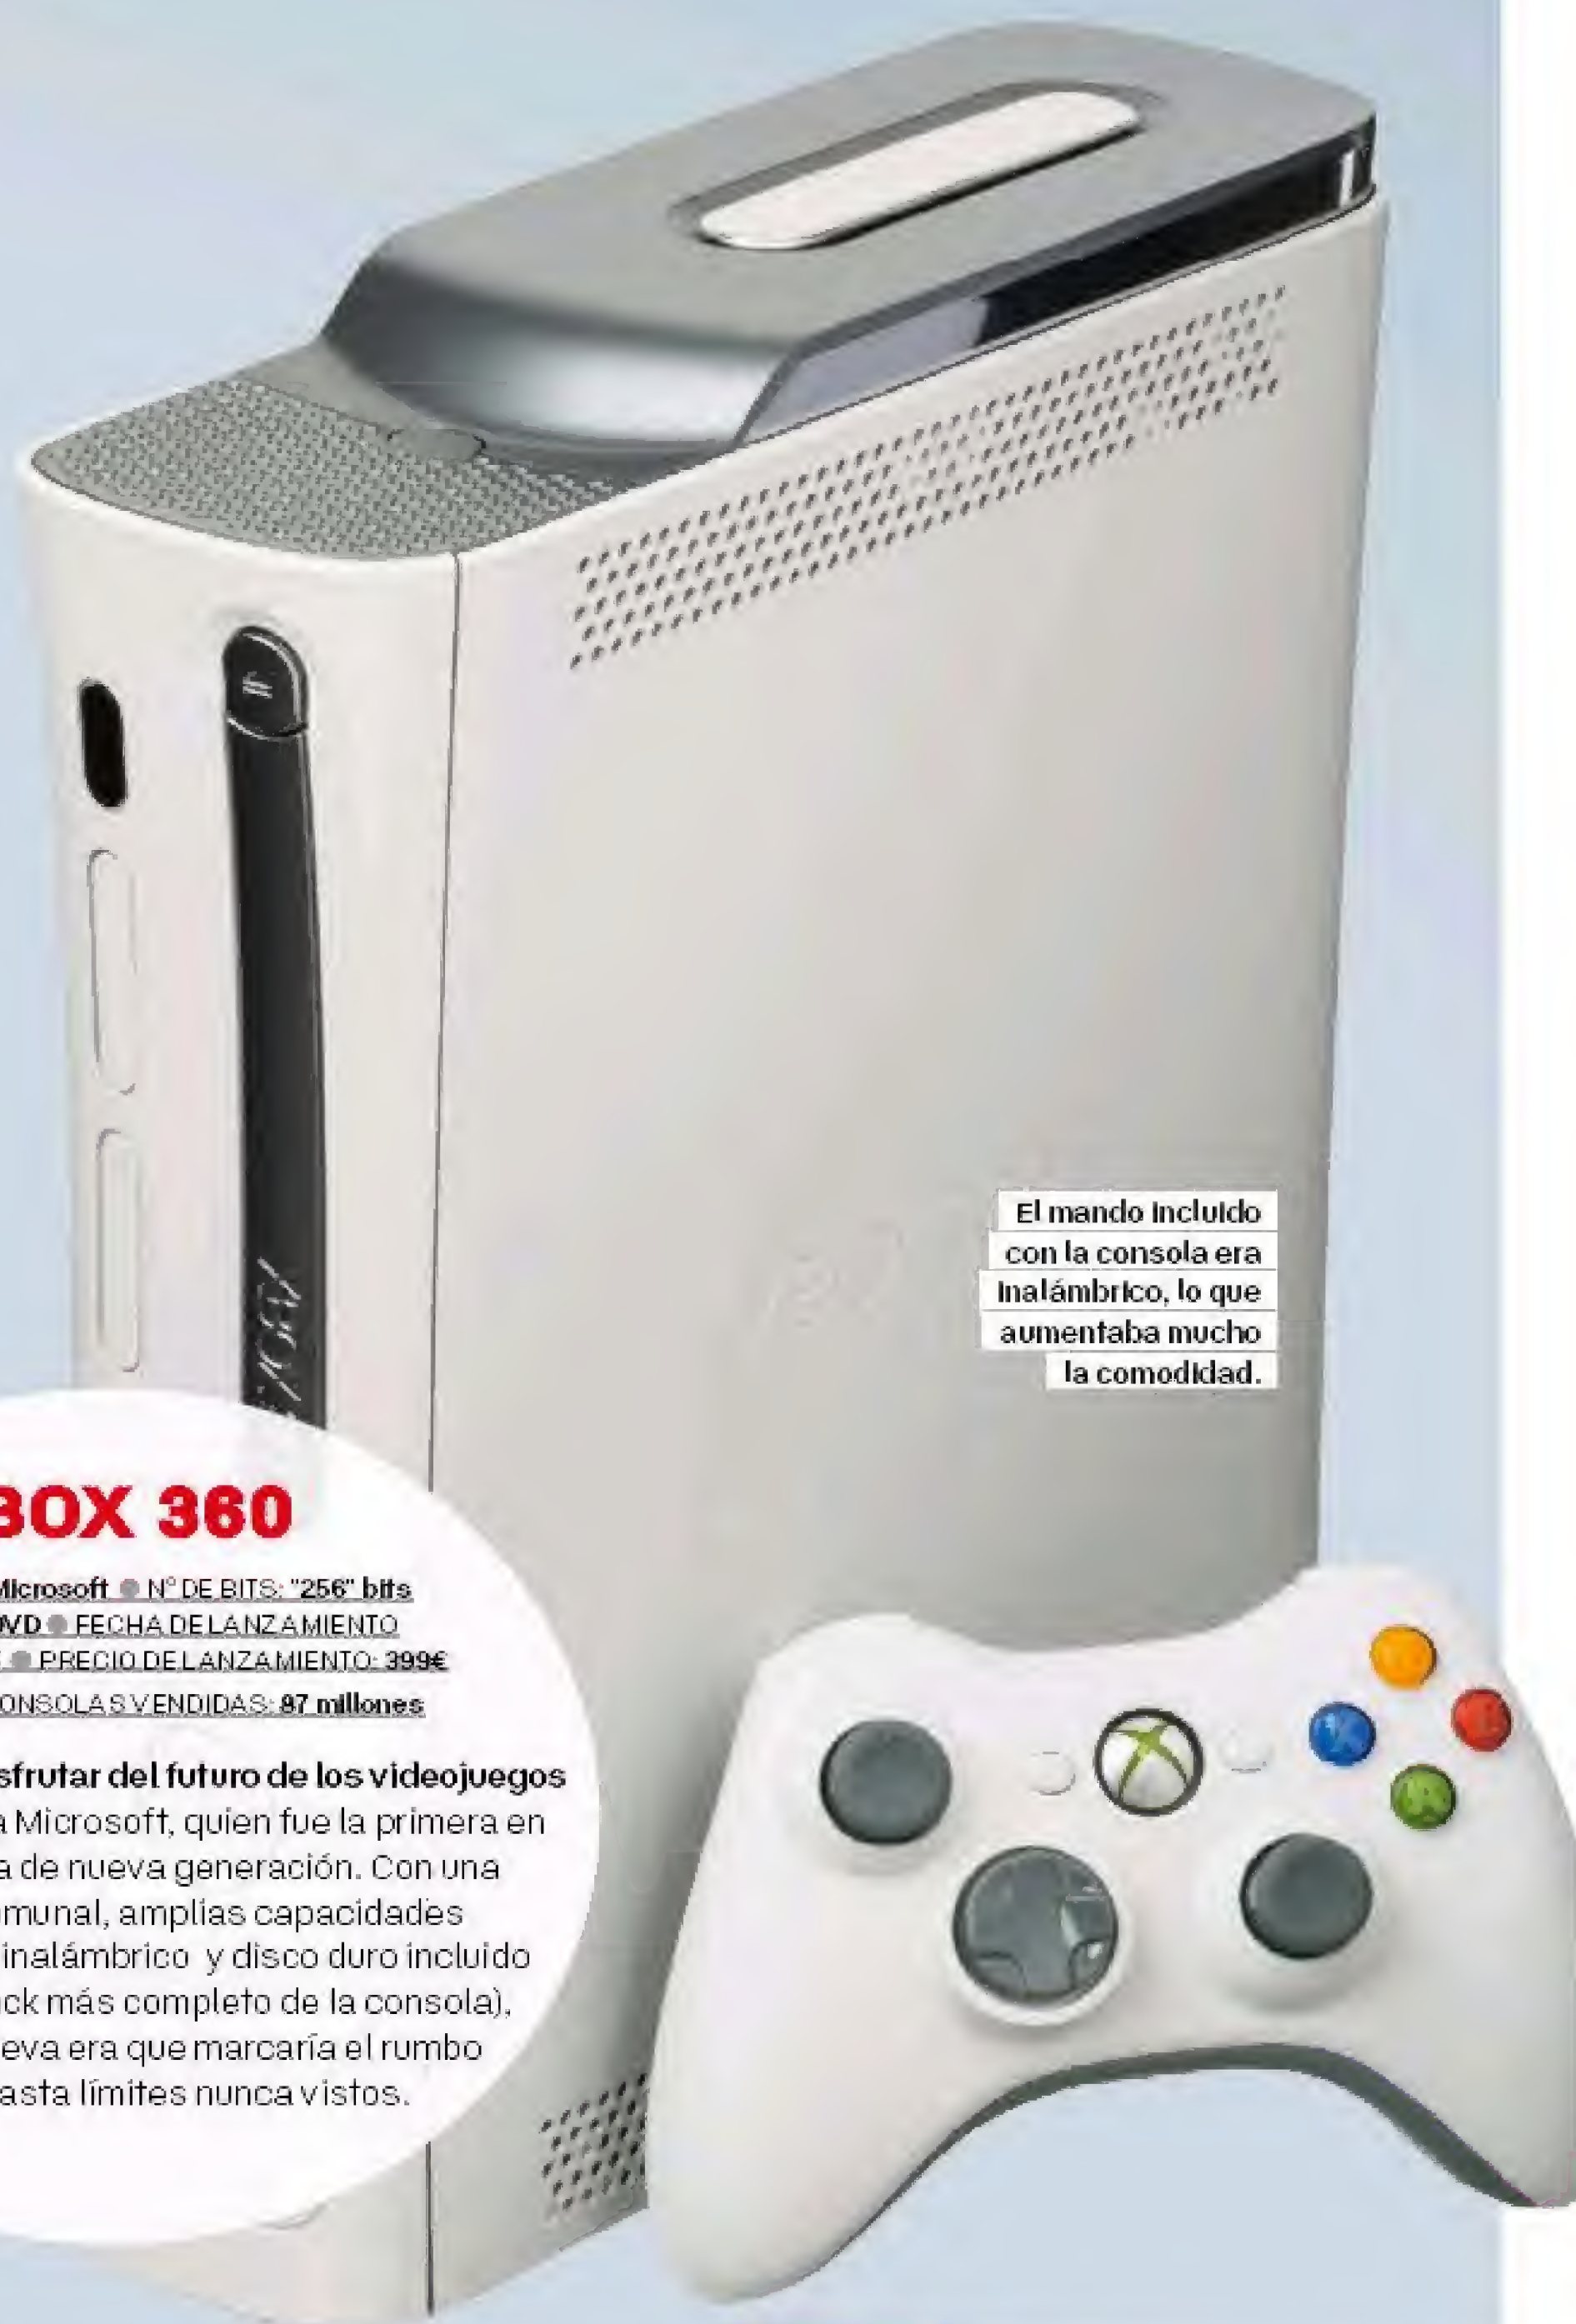 El mando incluido
con la consola era
inalámbrico, lo que
aumentaba mucho
la comodidad.
BOX 360
Microsoft ● Nº DE BITS: "256" bits
DVD ● FECHA DE LANZAMIENTO
● PRECIO DE LANZAMIENTO: 399€
ONSOLAS VENDIDAS: 87 millones
sfrutar del futuro de los videojuegos
a Microsoft, quien fue la primera en
a de nueva generación. Con una
munal, amplias capacidades
inalámbrico y disco duro incluido
ck más completo de la consola),
eva era que marcaría el rumbo
asta límites nunca vistos.
X